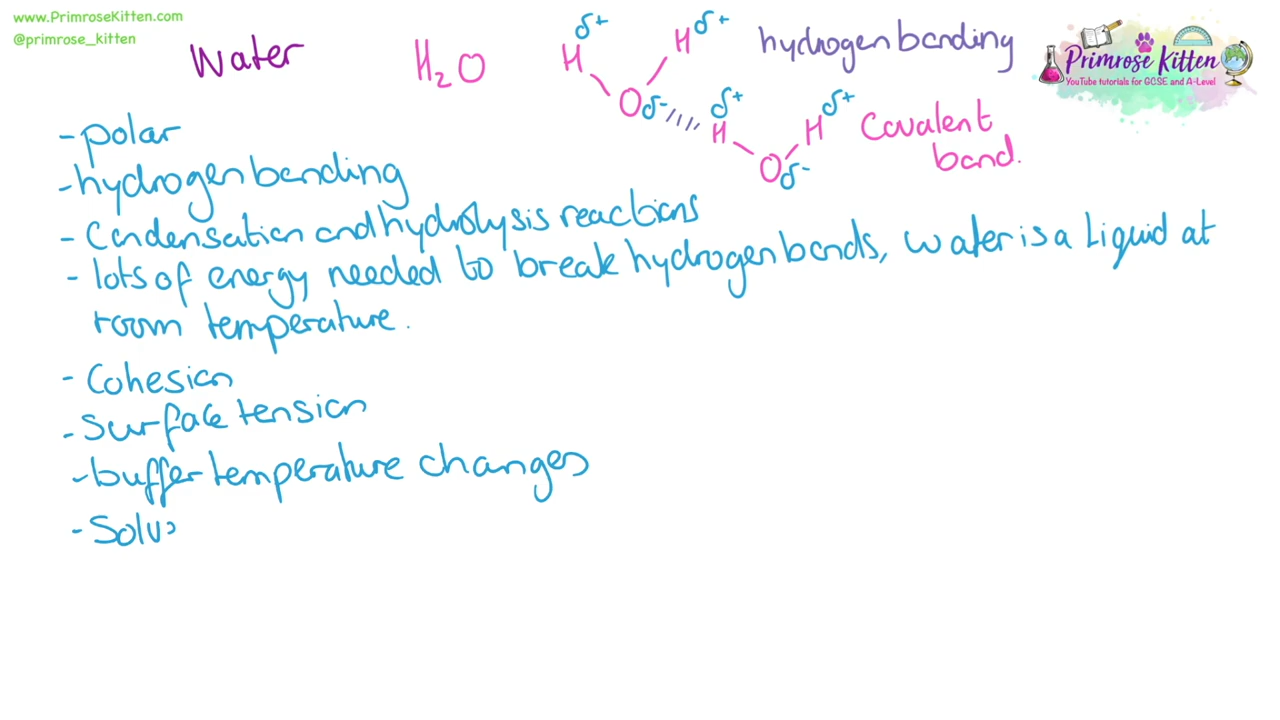 www.PrimroseKitten.com
@primrose_kitten
Water
H₂O
H δ+ H δ+
O δ-
H δ+ H δ+
O δ-
hydrogen bonding
Covalent
bond.
Primrose Kitten
YouTube tutorials for GCSE and A-Level
- polar
- hydrogen bonding
- Condensation and hydrolysis reactions
- lots of energy needed to break hydrogen bonds, water is a liquid at
room temperature.
- Cohesion
- Surface tension
- buffer temperature changes
- Solv